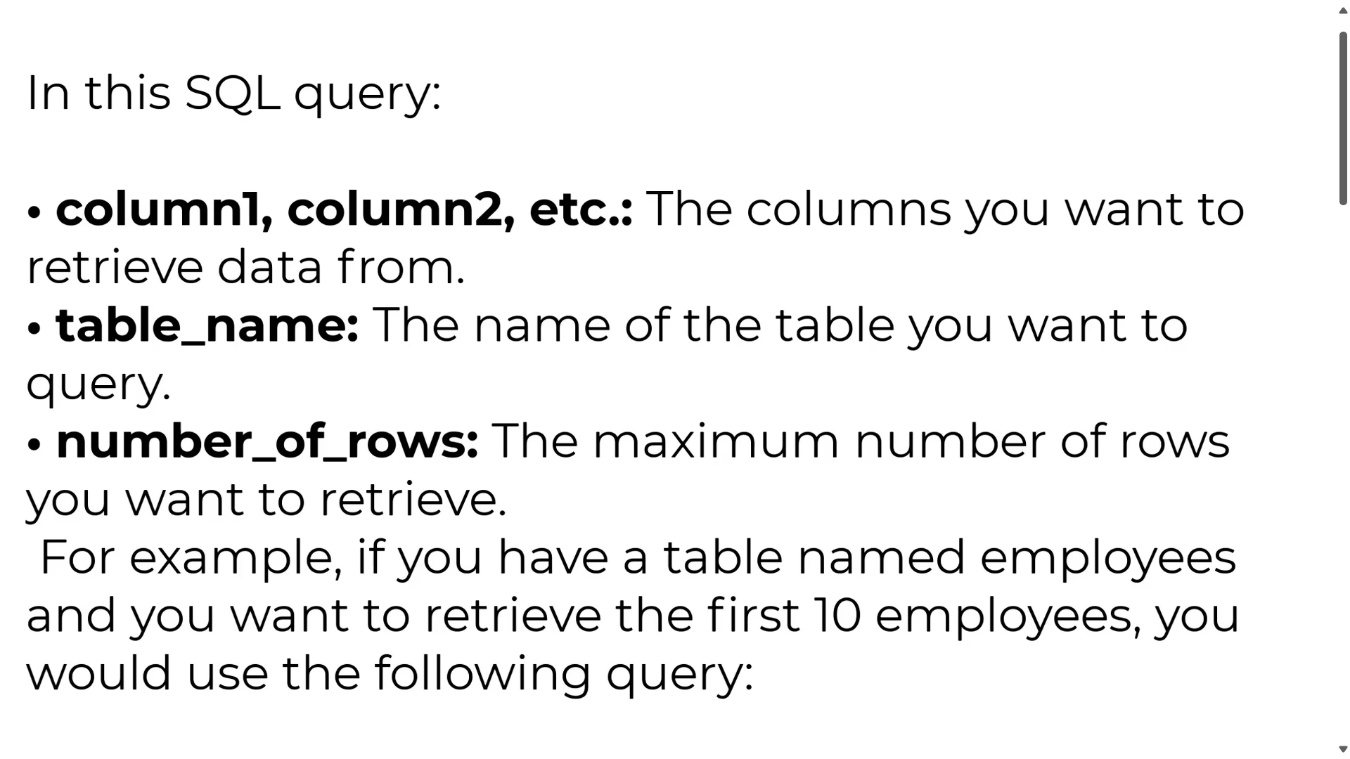 In this SQL query:
• column1, column2, etc.: The columns you want to
retrieve data from.
• table_name: The name of the table you want to
query.
• number_of_rows: The maximum number of rows
you want to retrieve.
For example, if you have a table named employees
and you want to retrieve the first 10 employees, you
would use the following query: